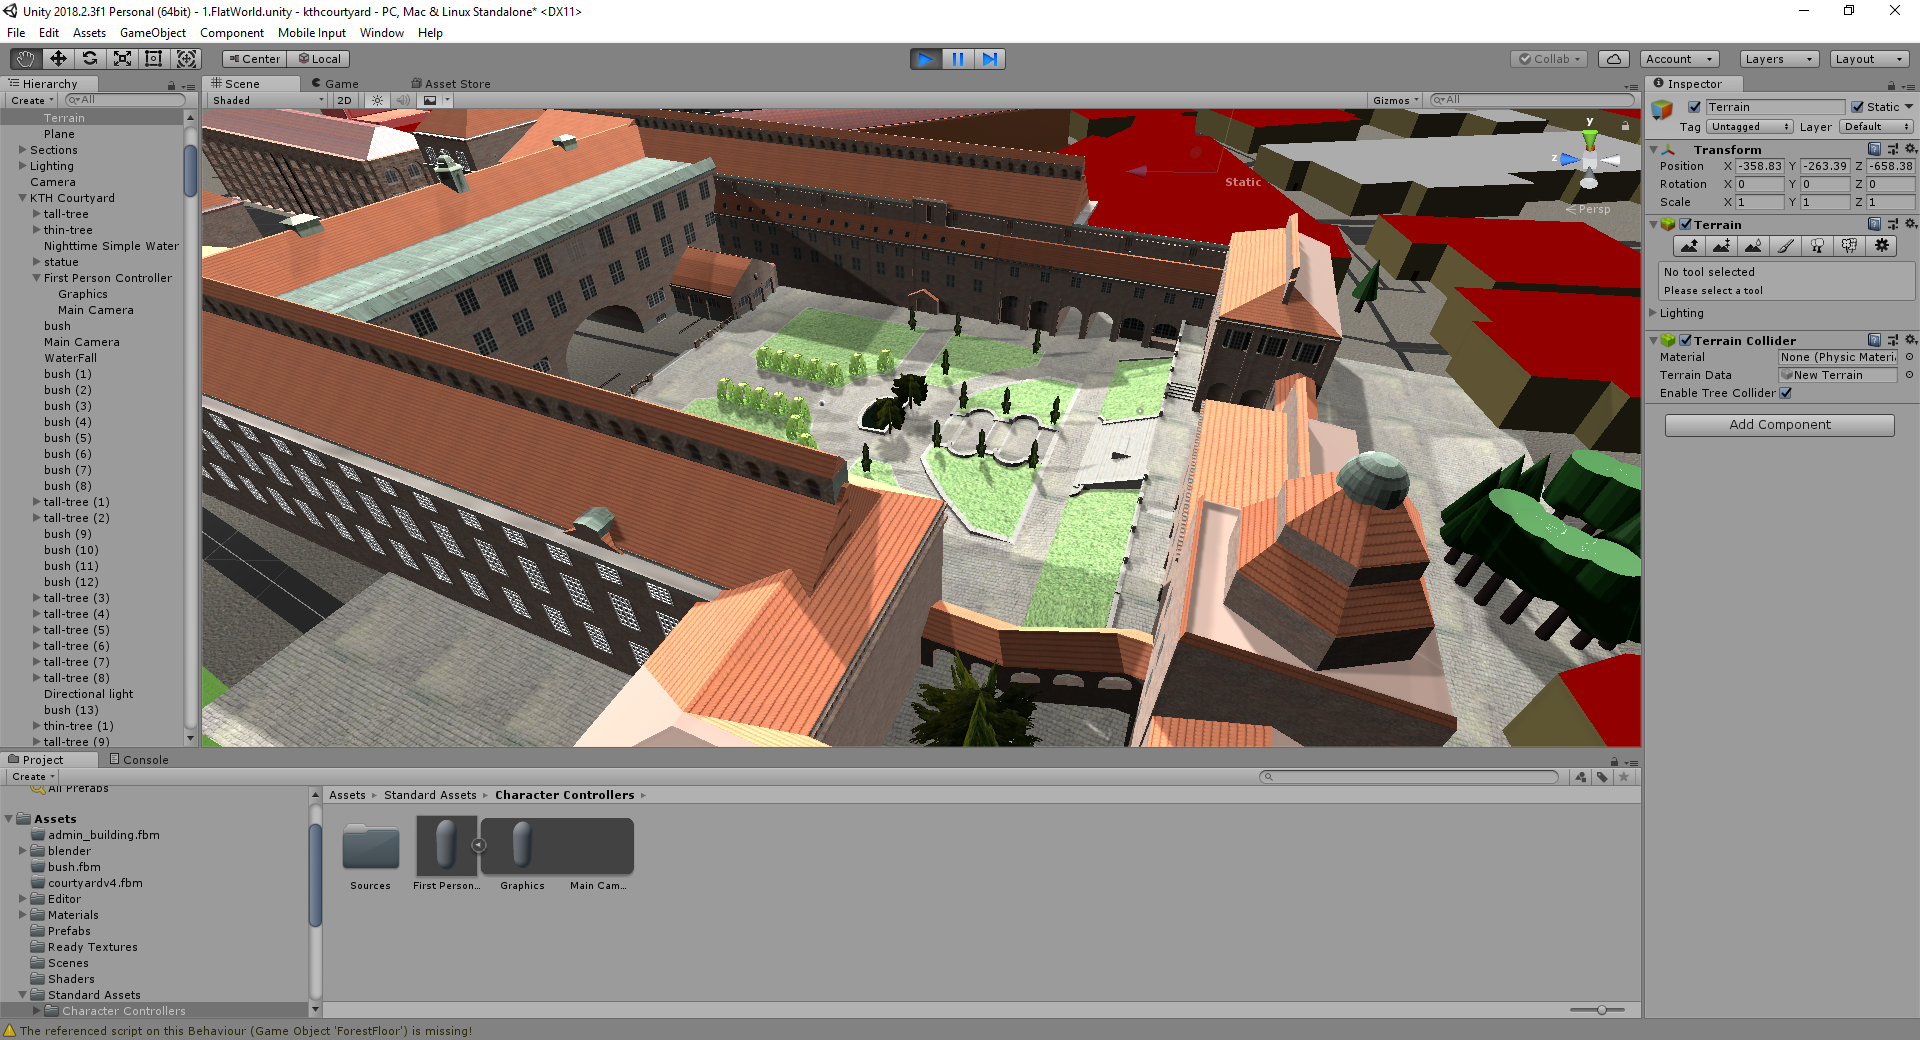 Unity 2018.2.3f1 Personal (64bit) - 1.FlatWorld.unity - kthcourtyard - PC, Mac & Linux Standalone* <DX11>
File Edit Assets GameObject Component Mobile Input Window Help
Center Local Collab Account Layers Layout
Hierarchy
Create All
Terrain
Plane
Sections
Lighting
Camera
KTH Courtyard
tall-tree
thin-tree
Nighttime Simple Water
statue
First Person Controller
Graphics
Main Camera
bush
Main Camera
WaterFall
bush (1)
bush (2)
bush (3)
bush (4)
bush (5)
bush (6)
bush (7)
bush (8)
tall-tree (1)
tall-tree (2)
bush (9)
bush (10)
bush (11)
bush (12)
tall-tree (3)
tall-tree (4)
tall-tree (5)
tall-tree (6)
tall-tree (7)
tall-tree (8)
Directional light
bush (13)
thin-tree (1)
tall-tree (9)
Scene Game Asset Store
Shaded 2D Gizmos All
y
z
Persp
Static
Inspector
Terrain Static
Tag Untagged Layer Default
Transform
Position X -358.83 Y -263.39 Z -658.38
Rotation X 0 Y 0 Z 0
Scale X 1 Y 1 Z 1
Terrain
No tool selected
Please select a tool
Lighting
Terrain Collider
Material None (Physic Materi
Terrain Data New Terrain
Enable Tree Collider
Add Component
Project Console
Create
All Prefabs
Assets
admin_building.fbm
blender
bush.fbm
courtyardv4.fbm
Editor
Materials
Prefabs
Ready Textures
Scenes
Shaders
Standard Assets
Character Controllers
Assets Standard Assets Character Controllers
Sources First Person... Graphics Main Cam...
The referenced script on this Behaviour (Game Object 'ForestFloor') is missing!